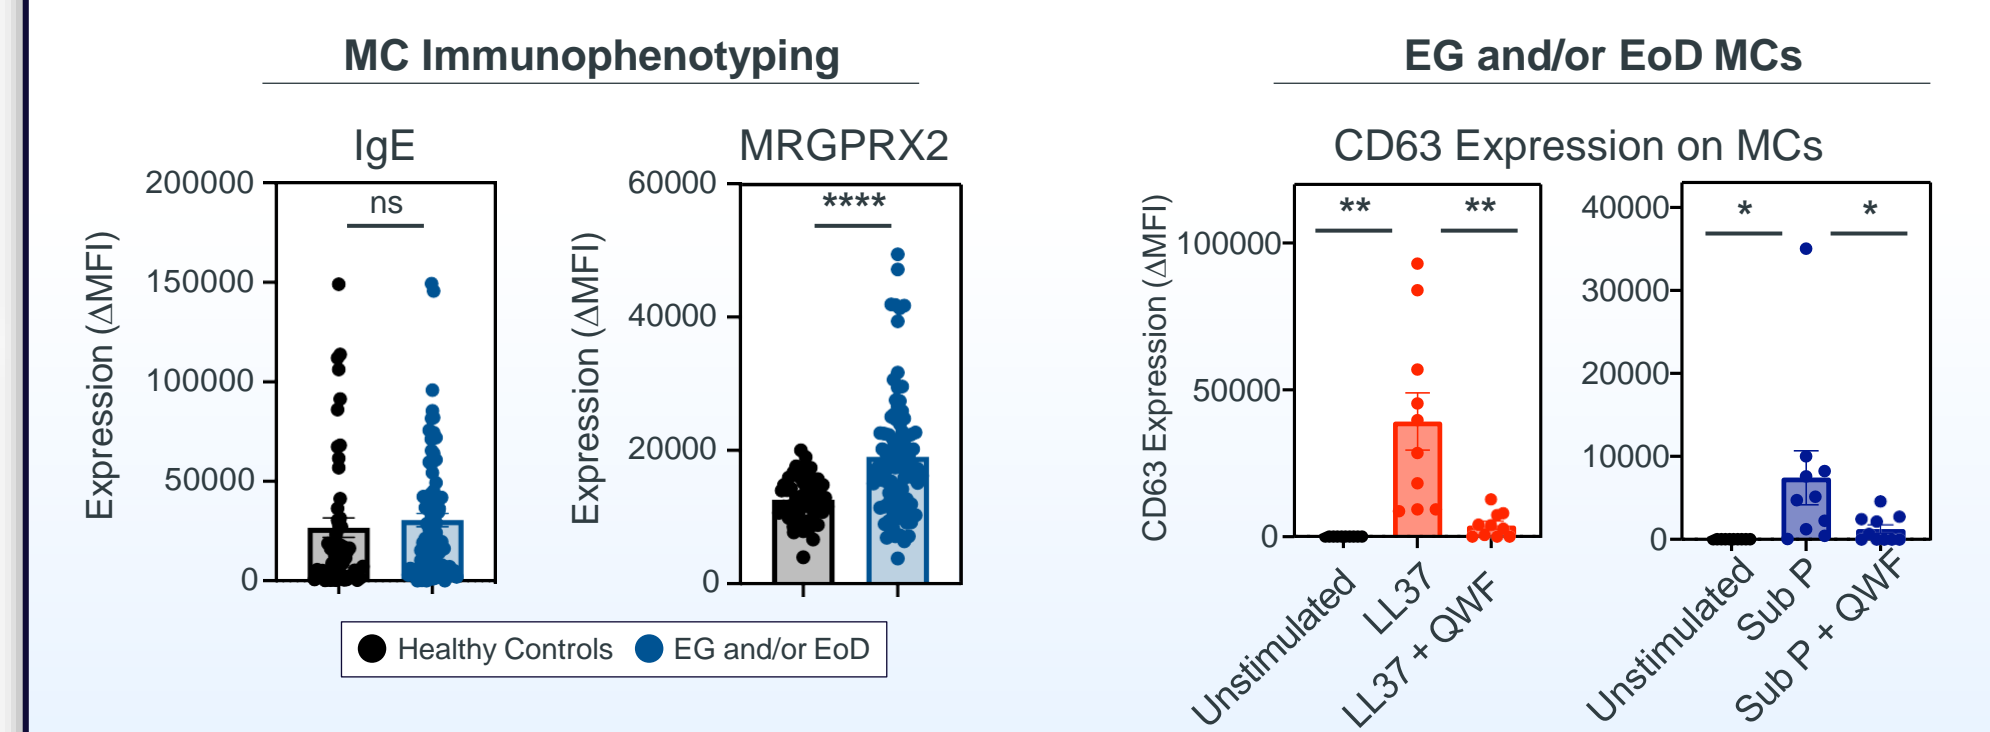 MC Immunophenotyping
EG and/or EoD MCs
IgE
MRGPRX2
CD63 Expression on MCs
Expression (ΔMFI)
200000
150000
100000
50000
0
ns
Expression (ΔMFI)
60000
40000
20000
0
****
CD63 Expression (ΔMFI)
100000
50000
0
**
**
Unstimulated
LL37
LL37 + QWF
40000
30000
20000
10000
0
*
*
Unstimulated
Sub P
Sub P + QWF
Healthy Controls
EG and/or EoD